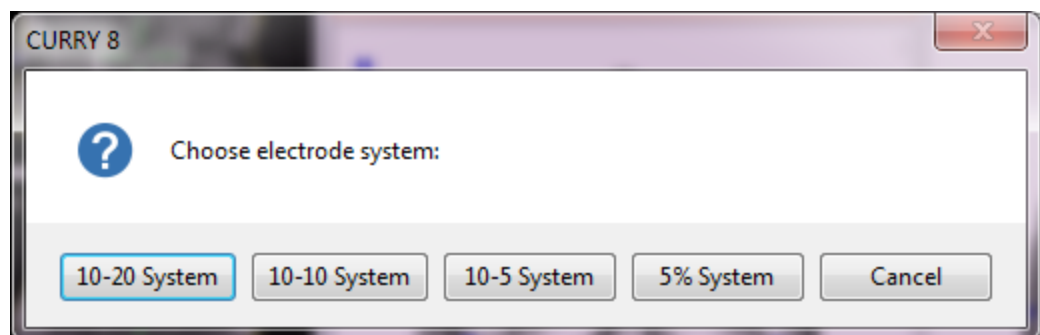 CURRY 8
Choose electrode system:
10-20 System 10-10 System 10-5 System 5% System Cancel